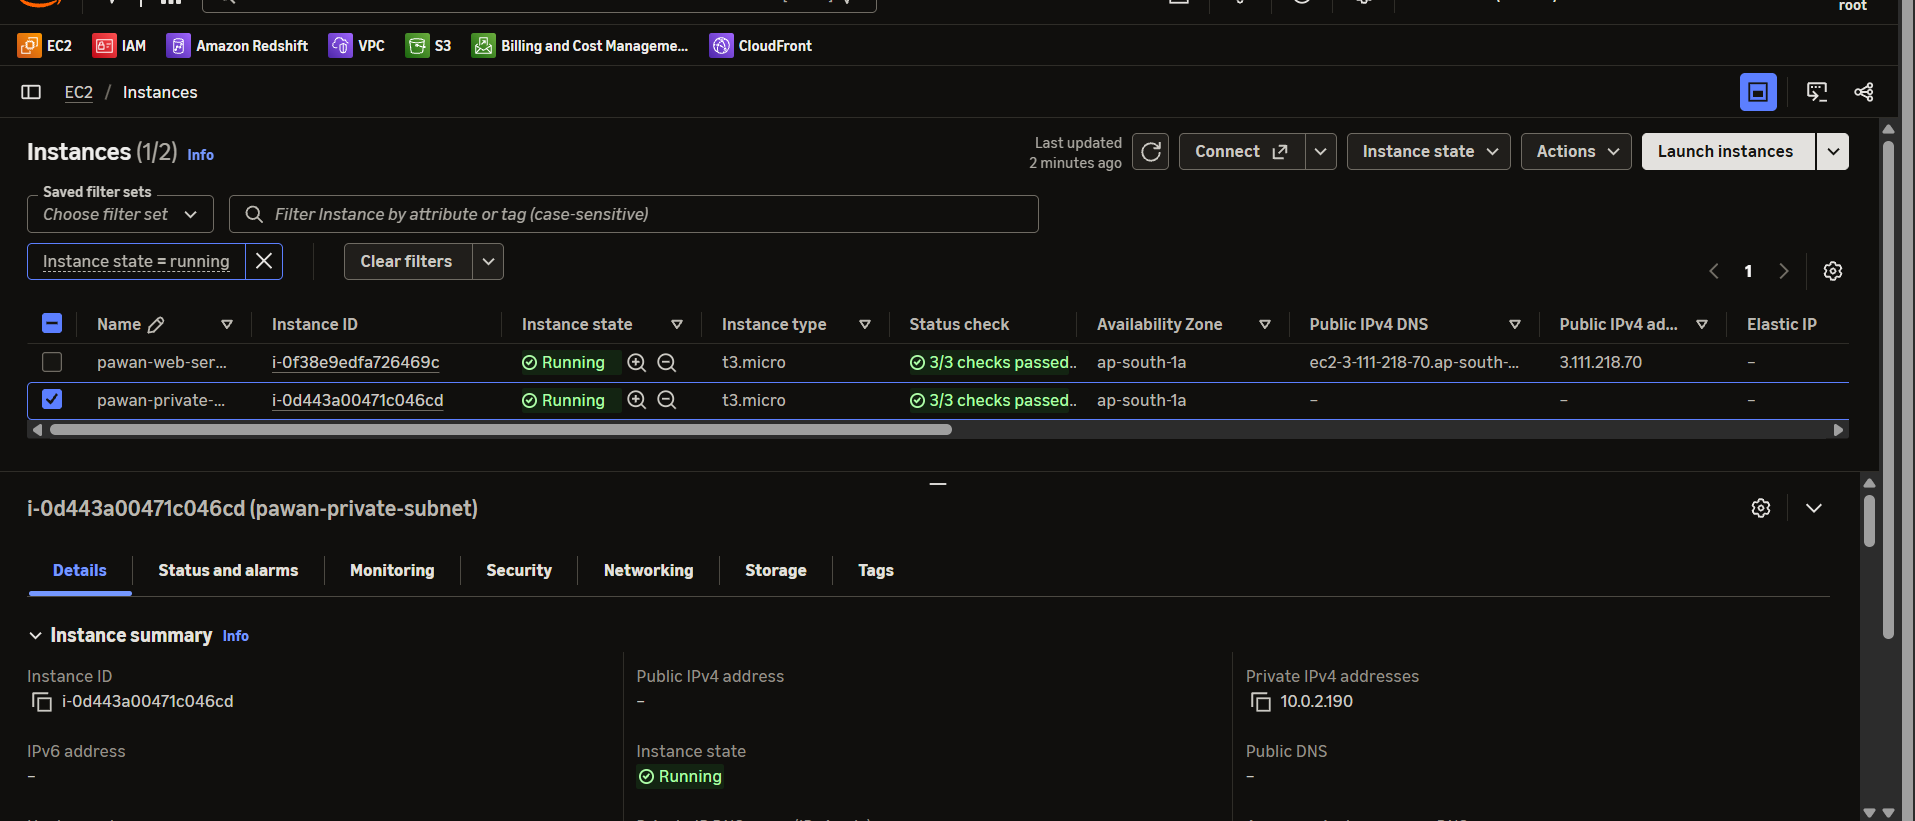 root
EC2 IAM Amazon Redshift VPC S3 Billing and Cost Manageme... CloudFront
EC2 / Instances
Instances (1/2) Info
Last updated
2 minutes ago
Connect
Instance state
Actions
Launch instances
Saved filter sets
Choose filter set
Filter Instance by attribute or tag (case-sensitive)
Instance state = running
Clear filters
1
Name Instance ID Instance state Instance type Status check Availability Zone Public IPv4 DNS Public IPv4 ad... Elastic IP
pawan-web-ser... i-0f38e9edfa726469c Running t3.micro 3/3 checks passed.. ap-south-1a ec2-3-111-218-70.ap-south-... 3.111.218.70 –
pawan-private-... i-0d443a00471c046cd Running t3.micro 3/3 checks passed.. ap-south-1a – – –
i-0d443a00471c046cd (pawan-private-subnet)
Details Status and alarms Monitoring Security Networking Storage Tags
Instance summary Info
Instance ID
i-0d443a00471c046cd
Public IPv4 address
–
Private IPv4 addresses
10.0.2.190
IPv6 address
–
Instance state
Running
Public DNS
–